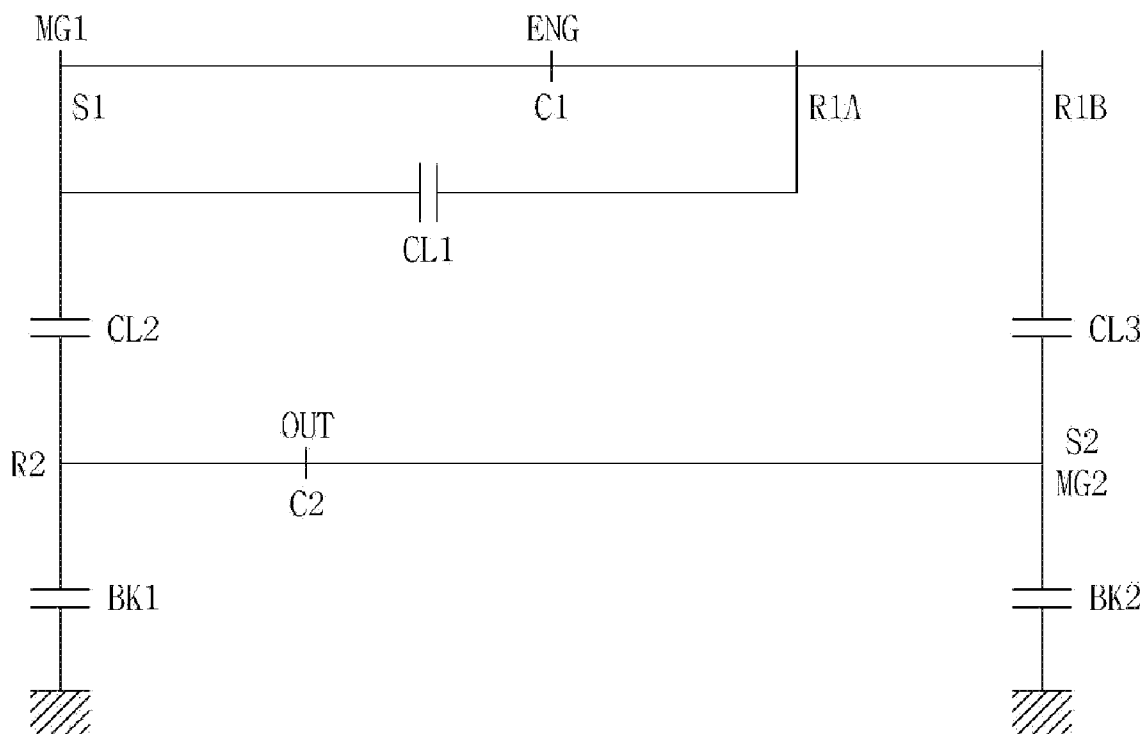 MG1
ENG
S1
C1
R1A
R1B
CL1
CL2
CL3
OUT
R2
C2
S2
MG2
BK1
BK2